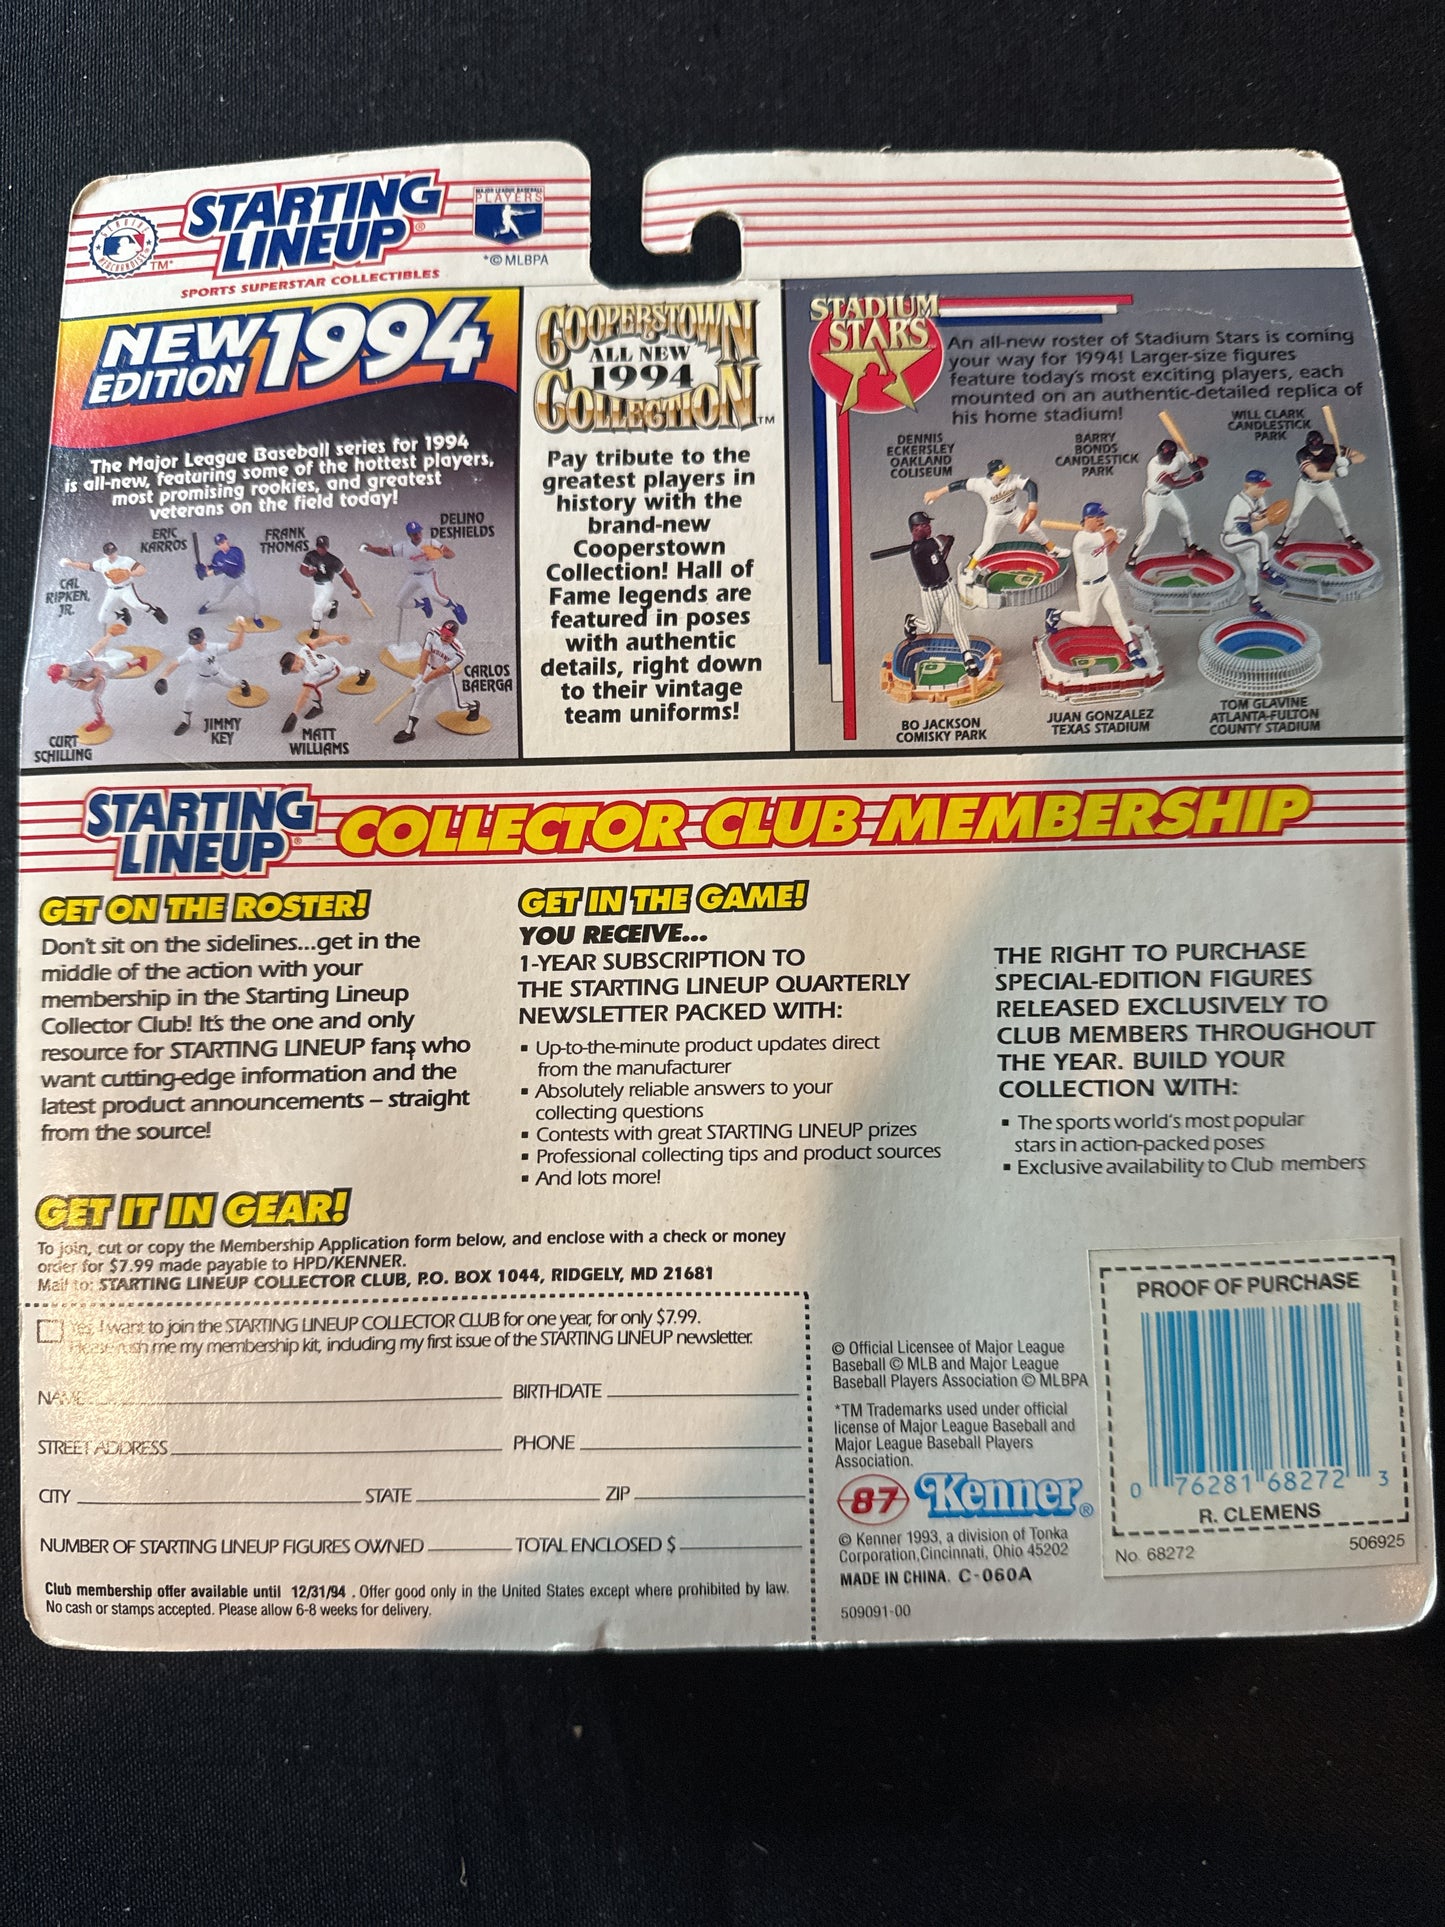 STARTING
LINEUP®
SPORTS SUPERSTAR COLLECTIBLES
GENUINE
MERCHANDISE
TM*
MAJOR LEAGUE BASEBALL
PLAYERS
*© MLBPA
NEW
EDITION 1994
The Major League Baseball series for 1994
is all-new, featuring some of the hottest players,
most promising rookies, and greatest
veterans on the field today!
CAL
RIPKEN,
JR.
ERIC
KARROS
FRANK
THOMAS
DELINO
DESHIELDS
CURT
SCHILLING
JIMMY
KEY
MATT
WILLIAMS
CARLOS
BAERGA
COOPERSTOWN
ALL NEW
1994
COLLECTION™
Pay tribute to the
greatest players in
history with the
brand-new
Cooperstown
Collection! Hall of
Fame legends are
featured in poses
with authentic
details, right down
to their vintage
team uniforms!
STADIUM
STARS
An all-new roster of Stadium Stars is coming
your way for 1994! Larger-size figures
feature today's most exciting players, each
mounted on an authentic-detailed replica of
his home stadium!
DENNIS
ECKERSLEY
OAKLAND
COLISEUM
BARRY
BONDS
CANDLESTICK
PARK
WILL CLARK
CANDLESTICK
PARK
BO JACKSON
COMISKY PARK
JUAN GONZALEZ
TEXAS STADIUM
TOM GLAVINE
ATLANTA-FULTON
COUNTY STADIUM
STARTING
LINEUP® COLLECTOR CLUB MEMBERSHIP
GET ON THE ROSTER!
Don't sit on the sidelines...get in the
middle of the action with your
membership in the Starting Lineup
Collector Club! It's the one and only
resource for STARTING LINEUP fans who
want cutting-edge information and the
latest product announcements – straight
from the source!
GET IN THE GAME!
YOU RECEIVE...
1-YEAR SUBSCRIPTION TO
THE STARTING LINEUP QUARTERLY
NEWSLETTER PACKED WITH:
▪ Up-to-the-minute product updates direct
from the manufacturer
▪ Absolutely reliable answers to your
collecting questions
▪ Contests with great STARTING LINEUP prizes
▪ Professional collecting tips and product sources
▪ And lots more!
THE RIGHT TO PURCHASE
SPECIAL-EDITION FIGURES
RELEASED EXCLUSIVELY TO
CLUB MEMBERS THROUGHOUT
THE YEAR. BUILD YOUR
COLLECTION WITH:
▪ The sports world's most popular
stars in action-packed poses
▪ Exclusive availability to Club members
GET IT IN GEAR!
To join, cut or copy the Membership Application form below, and enclose with a check or money
order for $7.99 made payable to HPD/KENNER.
Mail to: STARTING LINEUP COLLECTOR CLUB, P.O. BOX 1044, RIDGELY, MD 21681
Yes, I want to join the STARTING LINEUP COLLECTOR CLUB for one year, for only $7.99.
Please rush me my membership kit, including my first issue of the STARTING LINEUP newsletter.
NAME BIRTHDATE
STREET ADDRESS PHONE
CITY STATE ZIP
NUMBER OF STARTING LINEUP FIGURES OWNED TOTAL ENCLOSED $
Club membership offer available until 12/31/94 . Offer good only in the United States except where prohibited by law.
No cash or stamps accepted. Please allow 6-8 weeks for delivery.
© Official Licensee of Major League
Baseball © MLB and Major League
Baseball Players Association © MLBPA
*TM Trademarks used under official
license of Major League Baseball and
Major League Baseball Players
Association.
87 Kenner®
© Kenner 1993, a division of Tonka
Corporation, Cincinnati, Ohio 45202
MADE IN CHINA. C-060A
509091-00
PROOF OF PURCHASE
0 76281 68272 3
R. CLEMENS
No. 68272 506925